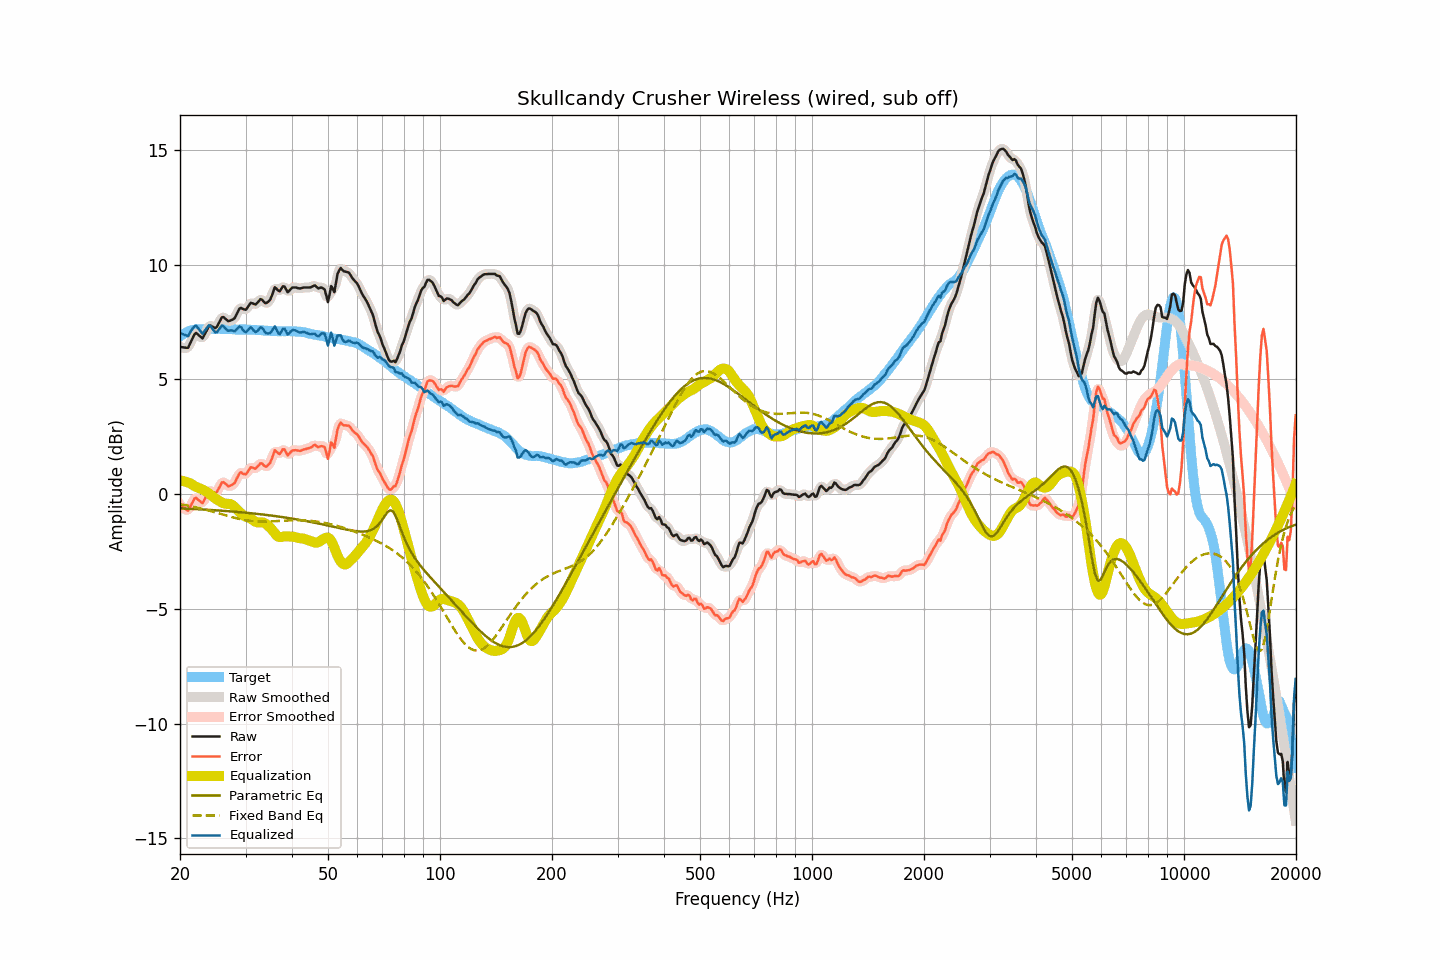 Skullcandy Crusher Wireless (wired, sub off)
15
10
5
0
−5
−10
−15
Amplitude (dBr)
Target
Raw Smoothed
Error Smoothed
Raw
Error
Equalization
Parametric Eq
Fixed Band Eq
Equalized
20 50 100 200 500 1000 2000 5000 10000 20000
Frequency (Hz)